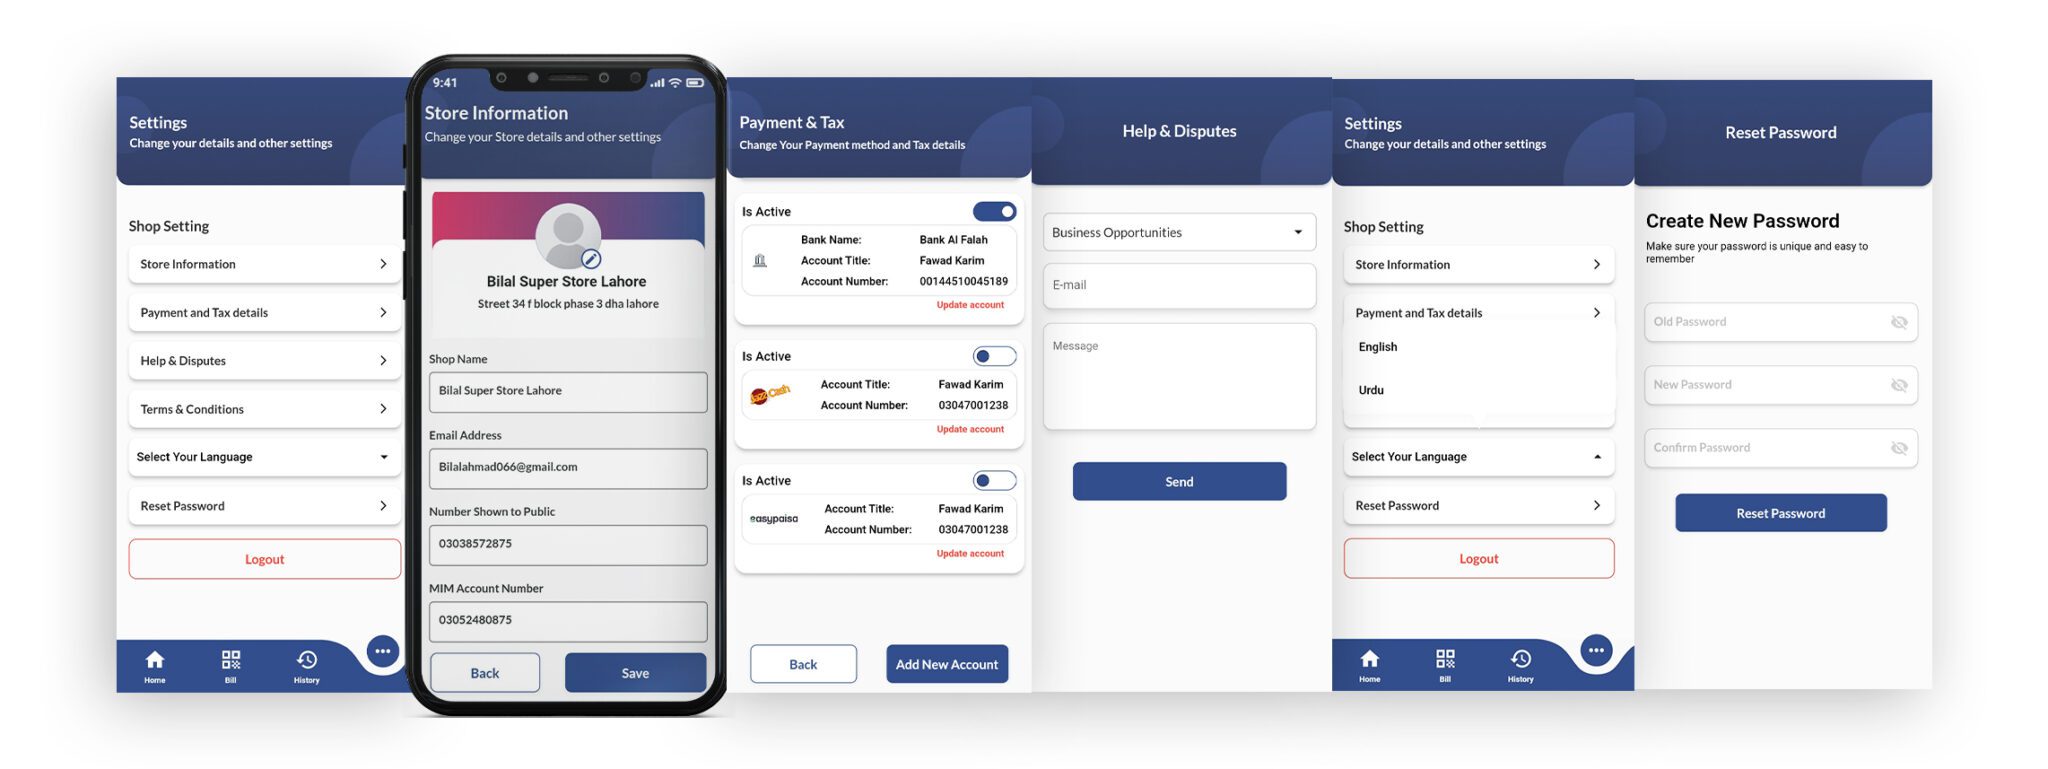 Settings
Change your details and other settings
Shop Setting
Store Information
Payment and Tax details
Help & Disputes
Terms & Conditions
Select Your Language
Reset Password
Logout
Home
Bill
History
9:41
Store Information
Change your Store details and other settings
Bilal Super Store Lahore
Street 34 f block phase 3 dha lahore
Shop Name
Bilal Super Store Lahore
Email Address
Bilalahmad066@gmail.com
Number Shown to Public
03038572875
MIM Account Number
03052480875
Back
Save
Payment & Tax
Change Your Payment method and Tax details
Is Active
Bank Name: Bank Al Falah
Account Title: Fawad Karim
Account Number: 00144510045189
Update account
Is Active
Jazz Cash
Account Title: Fawad Karim
Account Number: 03047001238
Update account
Is Active
easypaisa
Account Title: Fawad Karim
Account Number: 03047001238
Update account
Back
Add New Account
Help & Disputes
Business Opportunities
E-mail
Message
Send
Settings
Change your details and other settings
Shop Setting
Store Information
Payment and Tax details
English
Urdu
Select Your Language
Reset Password
Logout
Home
Bill
History
Reset Password
Create New Password
Make sure your password is unique and easy to
remember
Old Password
New Password
Confirm Password
Reset Password